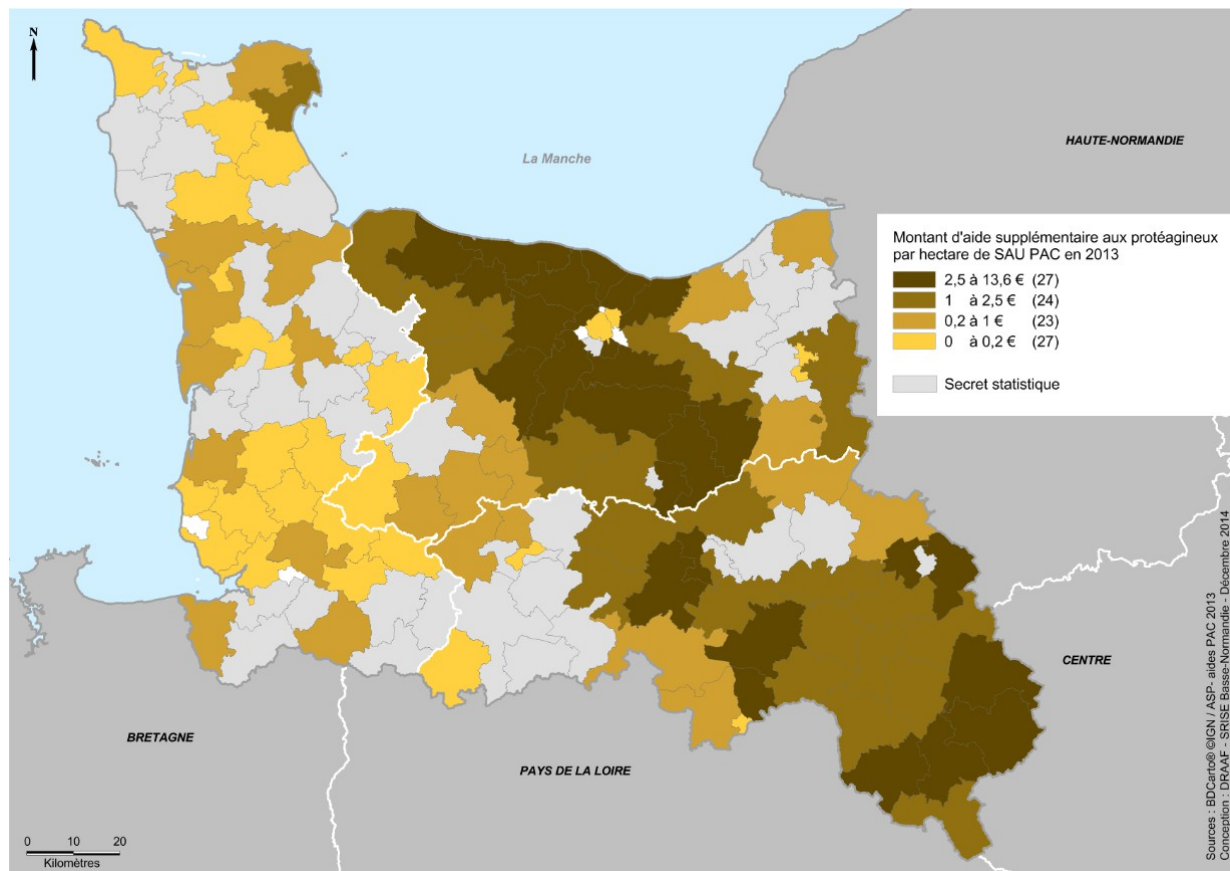 N
La Manche
HAUTE-NORMANDIE
Montant d'aide supplémentaire aux protéagineux
par hectare de SAU PAC en 2013
2,5 à 13,6 € (27)
1 à 2,5 € (24)
0,2 à 1 € (23)
0 à 0,2 € (27)
Secret statistique
CENTRE
BRETAGNE
PAYS DE LA LOIRE
0 10 20
Kilomètres
Sources : BDCarto® ©IGN / ASP- aides PAC 2013
Conception : DRAAF - SRISE Basse-Normandie - Décembre 2014